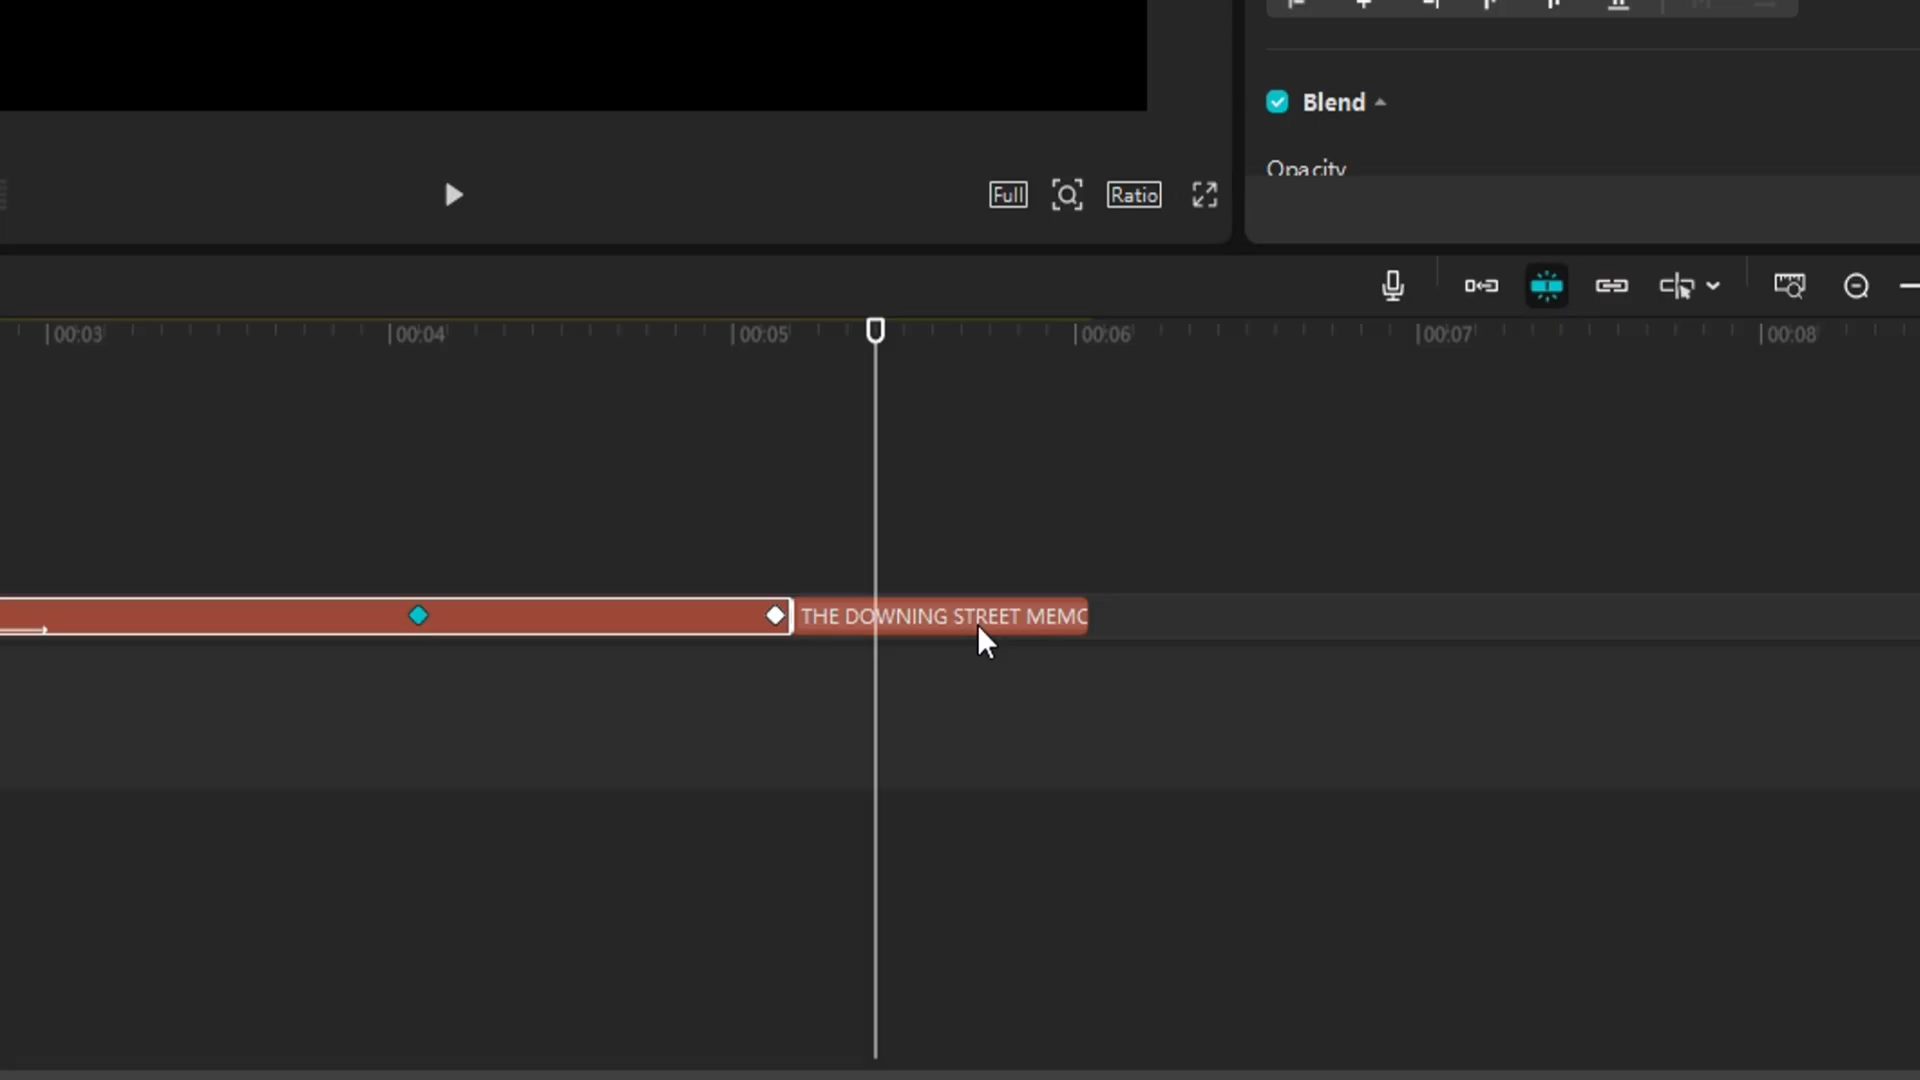 Blend
Opacity
Full
Ratio
00:03
00:04
00:05
00:06
00:07
00:08
THE DOWNING STREET MEMO